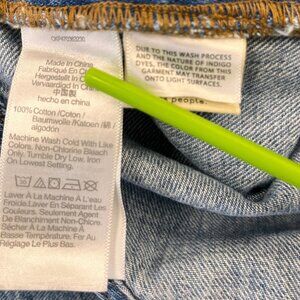 Made In China
Fabriqué En C
Hergestellt In
Vervaardigd In
中国製
hecho en china
100% Cotton/Coton /
Baumwolle/Katoen /綿
/algodón
Machine Wash Cold With Like
Colors. Non-Chlorine Bleach
Only. Tumble Dry Low, Iron
On Lowest Setting.
Laver À La Machine À L'eau
Froide.Laver En Séparant Les
Couleurs. Seulement Agent
De Blanchiment Non-Chlore.
Sécher À La Machine À
Basse Température. Fer Au
Réglage Le Plus Bas.
DUE TO THIS WASH PROCESS
AND THE NATURE OF INDIGO
DYES, THE COLOR FROM THIS
GARMENT MAY TRANSFER
ONTO LIGHT SURFACES.
people.